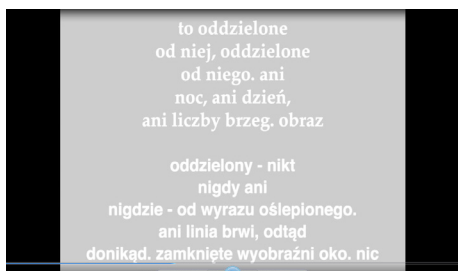 to oddzielone
od niej, oddzielone
od niego. ani
noc, ani dzień,
ani liczby brzeg. obraz
oddzielony - nikt
nigdy ani
nigdzie - od wyrazu oślepionego.
ani linia brwi, odtąd
donikąd. zamknięte wyobraźni oko. nic